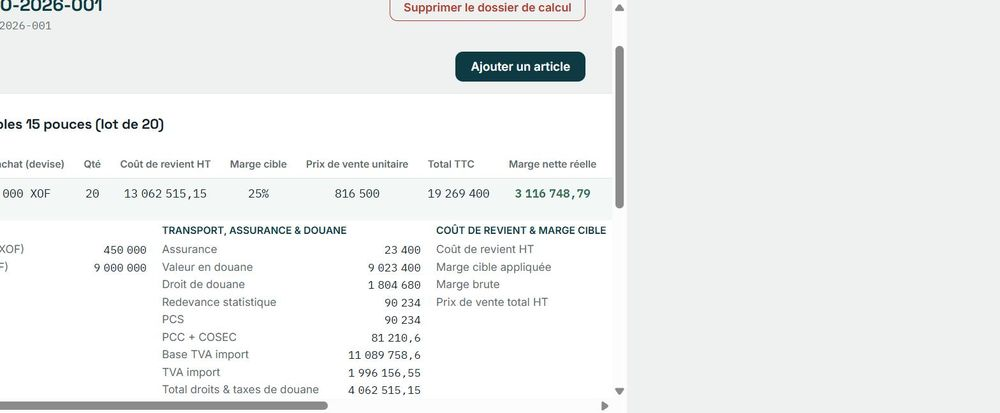 O-2026-001
Supprimer le dossier de calcul
2026-001
Ajouter un article
bles 15 pouces (lot de 20)
achat (devise) Qté Coût de revient HT Marge cible Prix de vente unitaire Total TTC Marge nette réelle
000 XOF 20 13 062 515,15 25% 816 500 19 269 400 3 116 748,79
TRANSPORT, ASSURANCE & DOUANE COÛT DE REVIENT & MARGE CIBLE
XOF) 450 000 Assurance 23 400 Coût de revient HT
F) 9 000 000 Valeur en douane 9 023 400 Marge cible appliquée
Droit de douane 1 804 680 Marge brute
Redevance statistique 90 234 Prix de vente total HT
PCS 90 234
PCC + COSEC 81 210,6
Base TVA import 11 089 758,6
TVA import 1 996 156,55
Total droits & taxes de douane 4 062 515,15